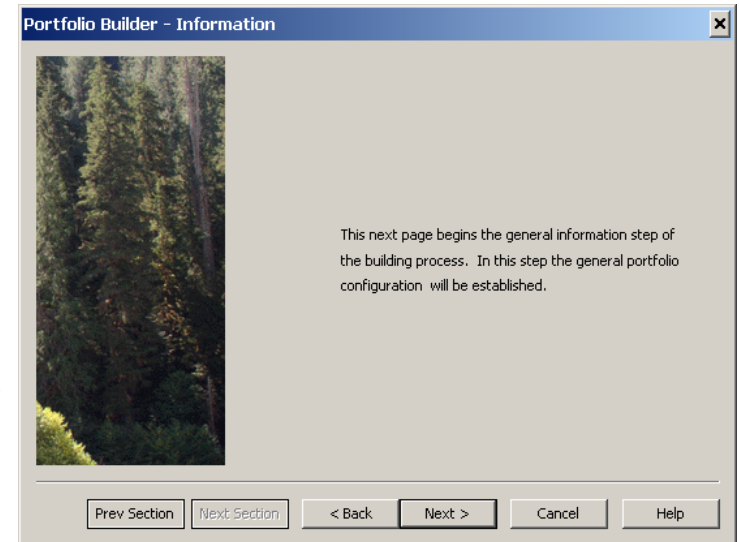 Portfolio Builder - Information
This next page begins the general information step of
the building process.  In this step the general portfolio
configuration  will be established.
Prev Section Next Section < Back Next > Cancel Help